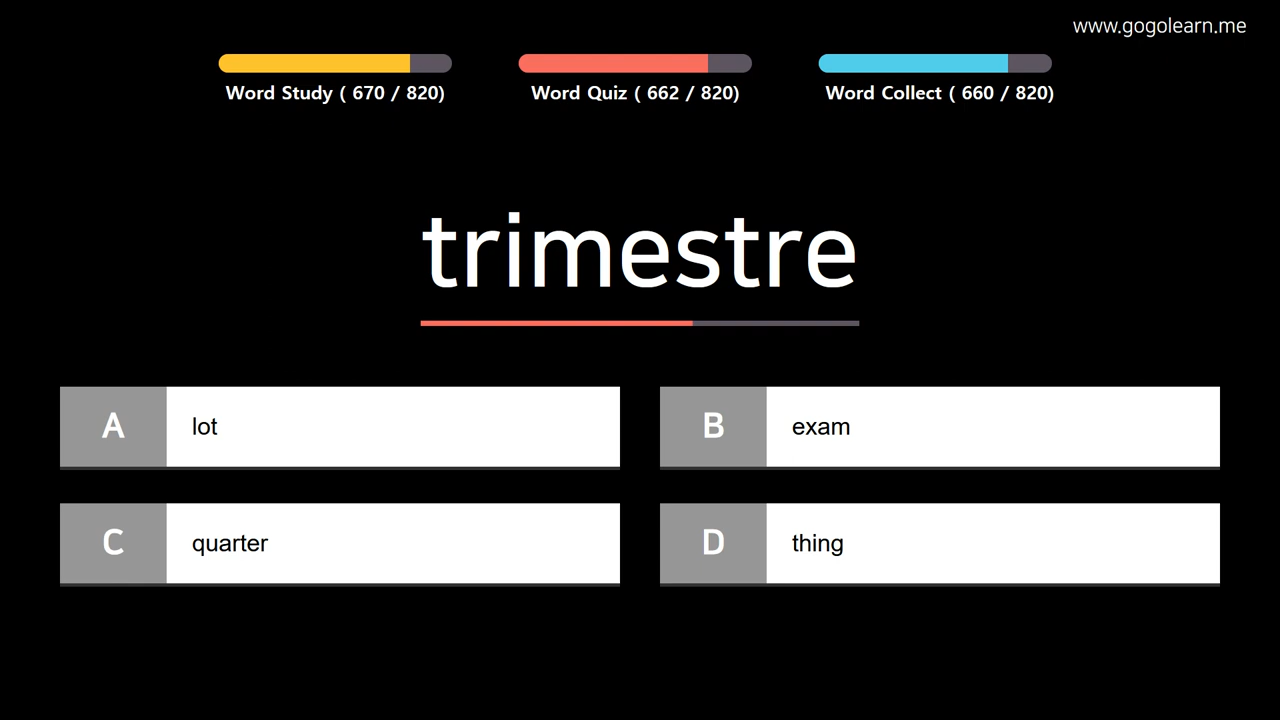 www.gogolearn.me
Word Study ( 670 / 820)
Word Quiz ( 662 / 820)
Word Collect ( 660 / 820)
trimestre
A lot
B exam
C quarter
D thing